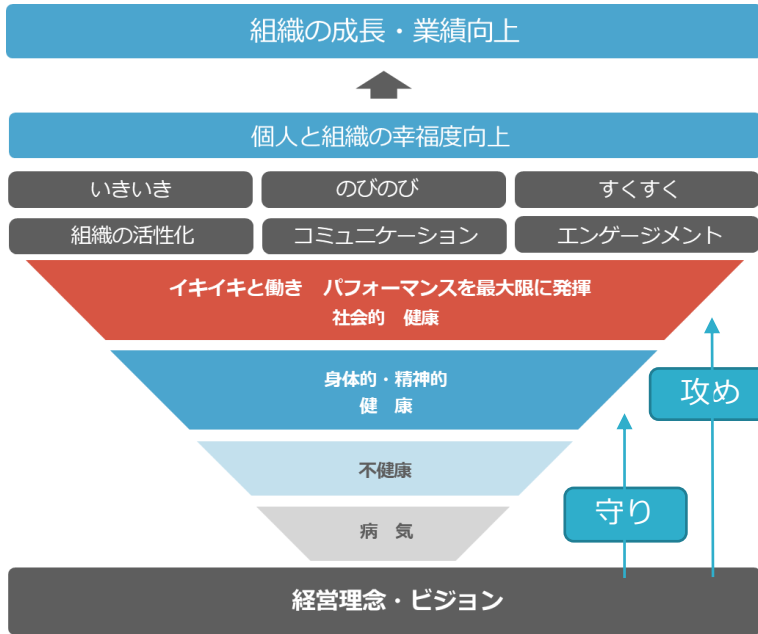 組織の成長・業績向上
個人と組織の幸福度向上
いきいき
のびのび
すくすく
組織の活性化
コミュニケーション
エンゲージメント
イキイキと働き　パフォーマンスを最大限に発揮
社会的　健康
身体的・精神的
健　康
攻め
不健康
守り
病　気
経営理念・ビジョン